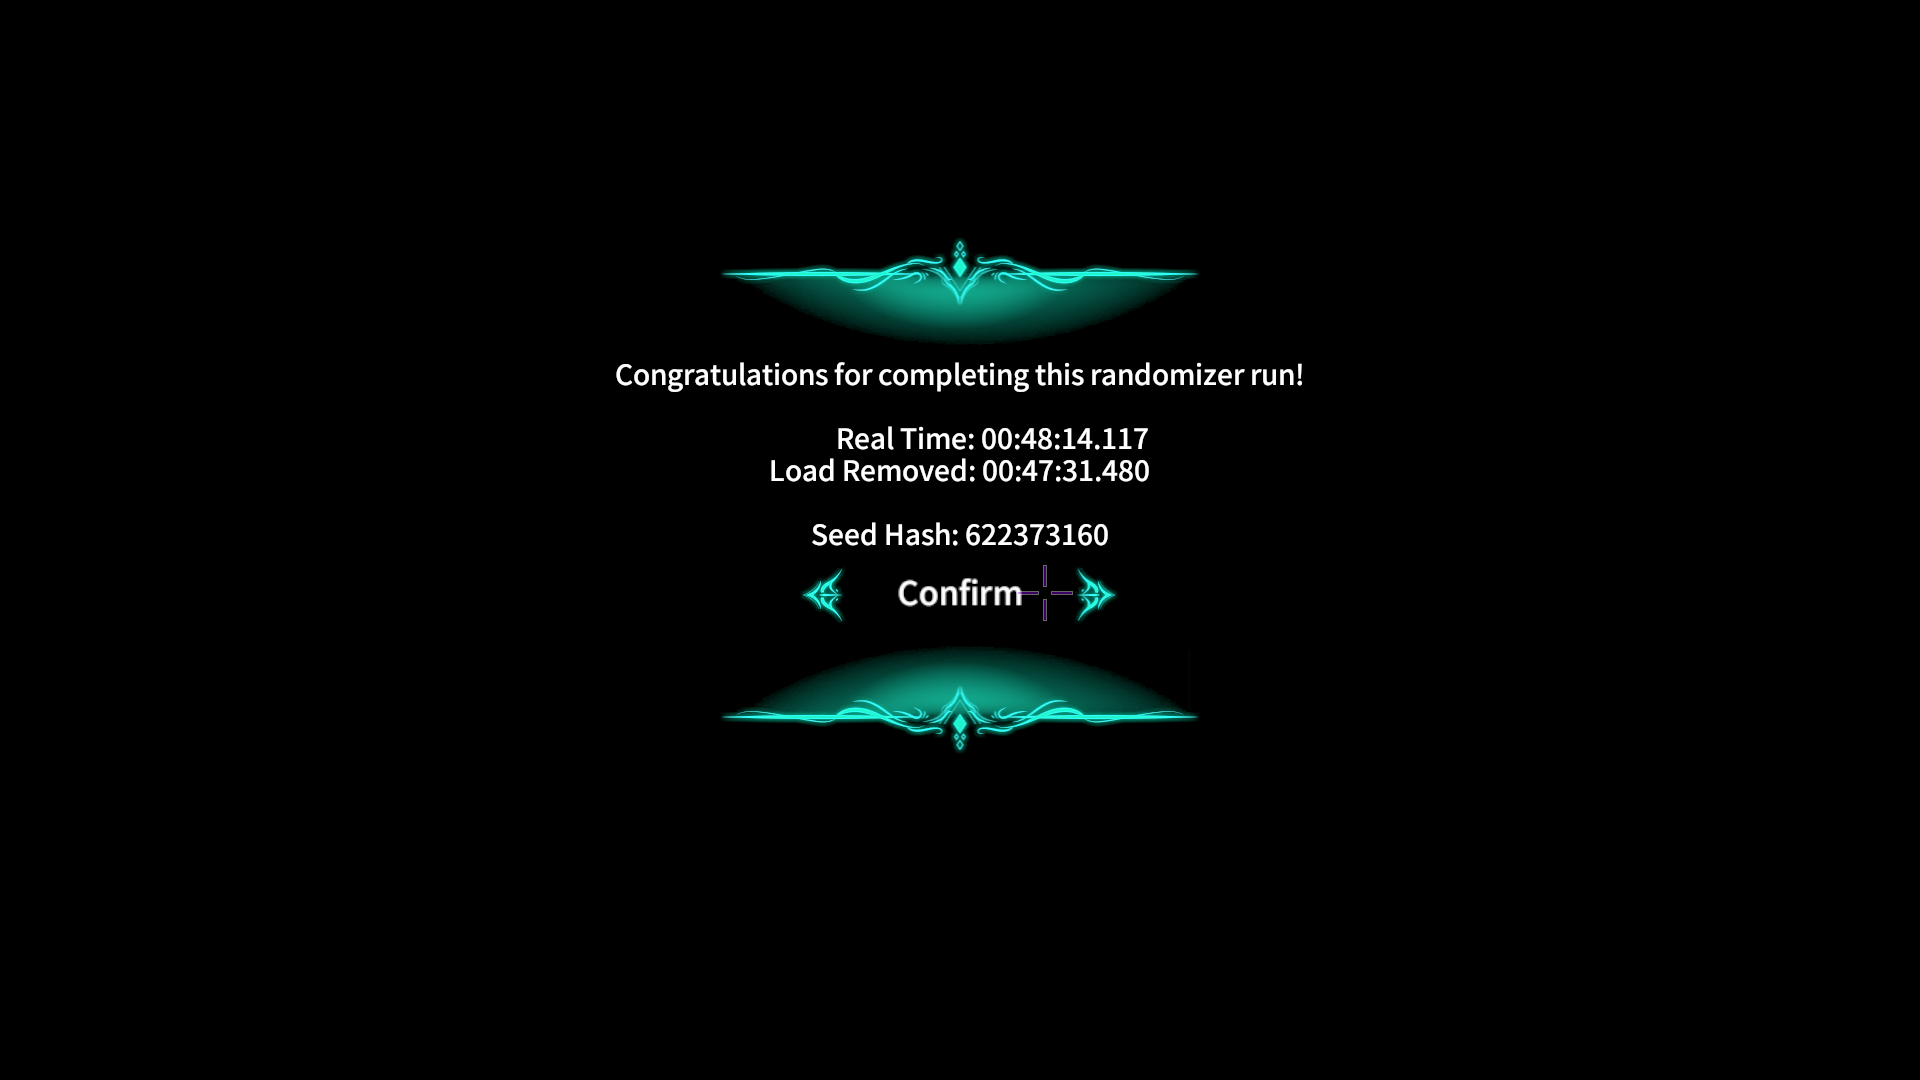 Congratulations for completing this randomizer run!
Real Time: 00:48:14.117
Load Removed: 00:47:31.480
Seed Hash: 622373160
Confirm